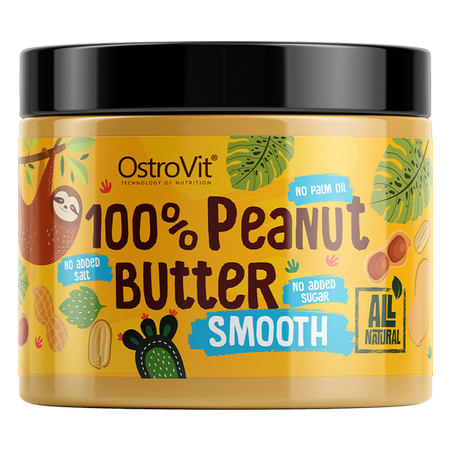 OstroVit®
TECHNOLOGY OF NUTRITION
NO PALM OIL
100% PEANUT
NO ADDED
SALT
BUTTER
NO ADDED
SUGAR
SMOOTH
ALL
NATURAL